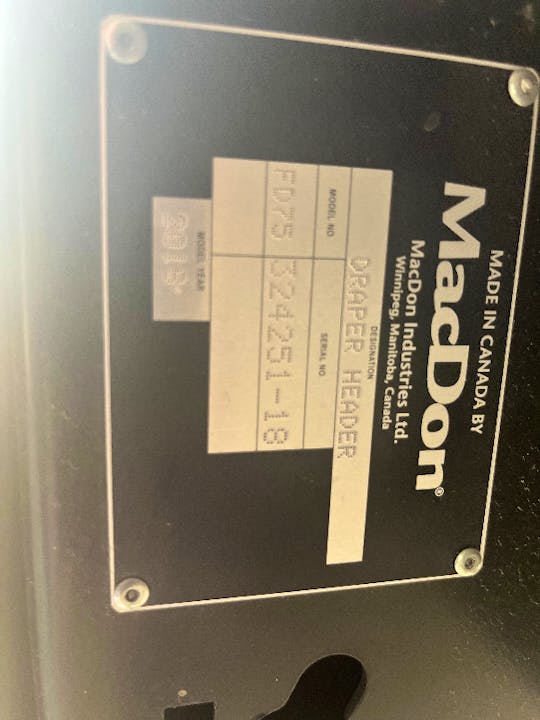 MADE IN CANADA BY
MacDon®
MacDon Industries Ltd.
Winnipeg, Manitoba, Canada
DESIGNATION
DRAPER HEADER
MODEL NO
SERIAL NO
FD75
324251-18
MODEL YEAR